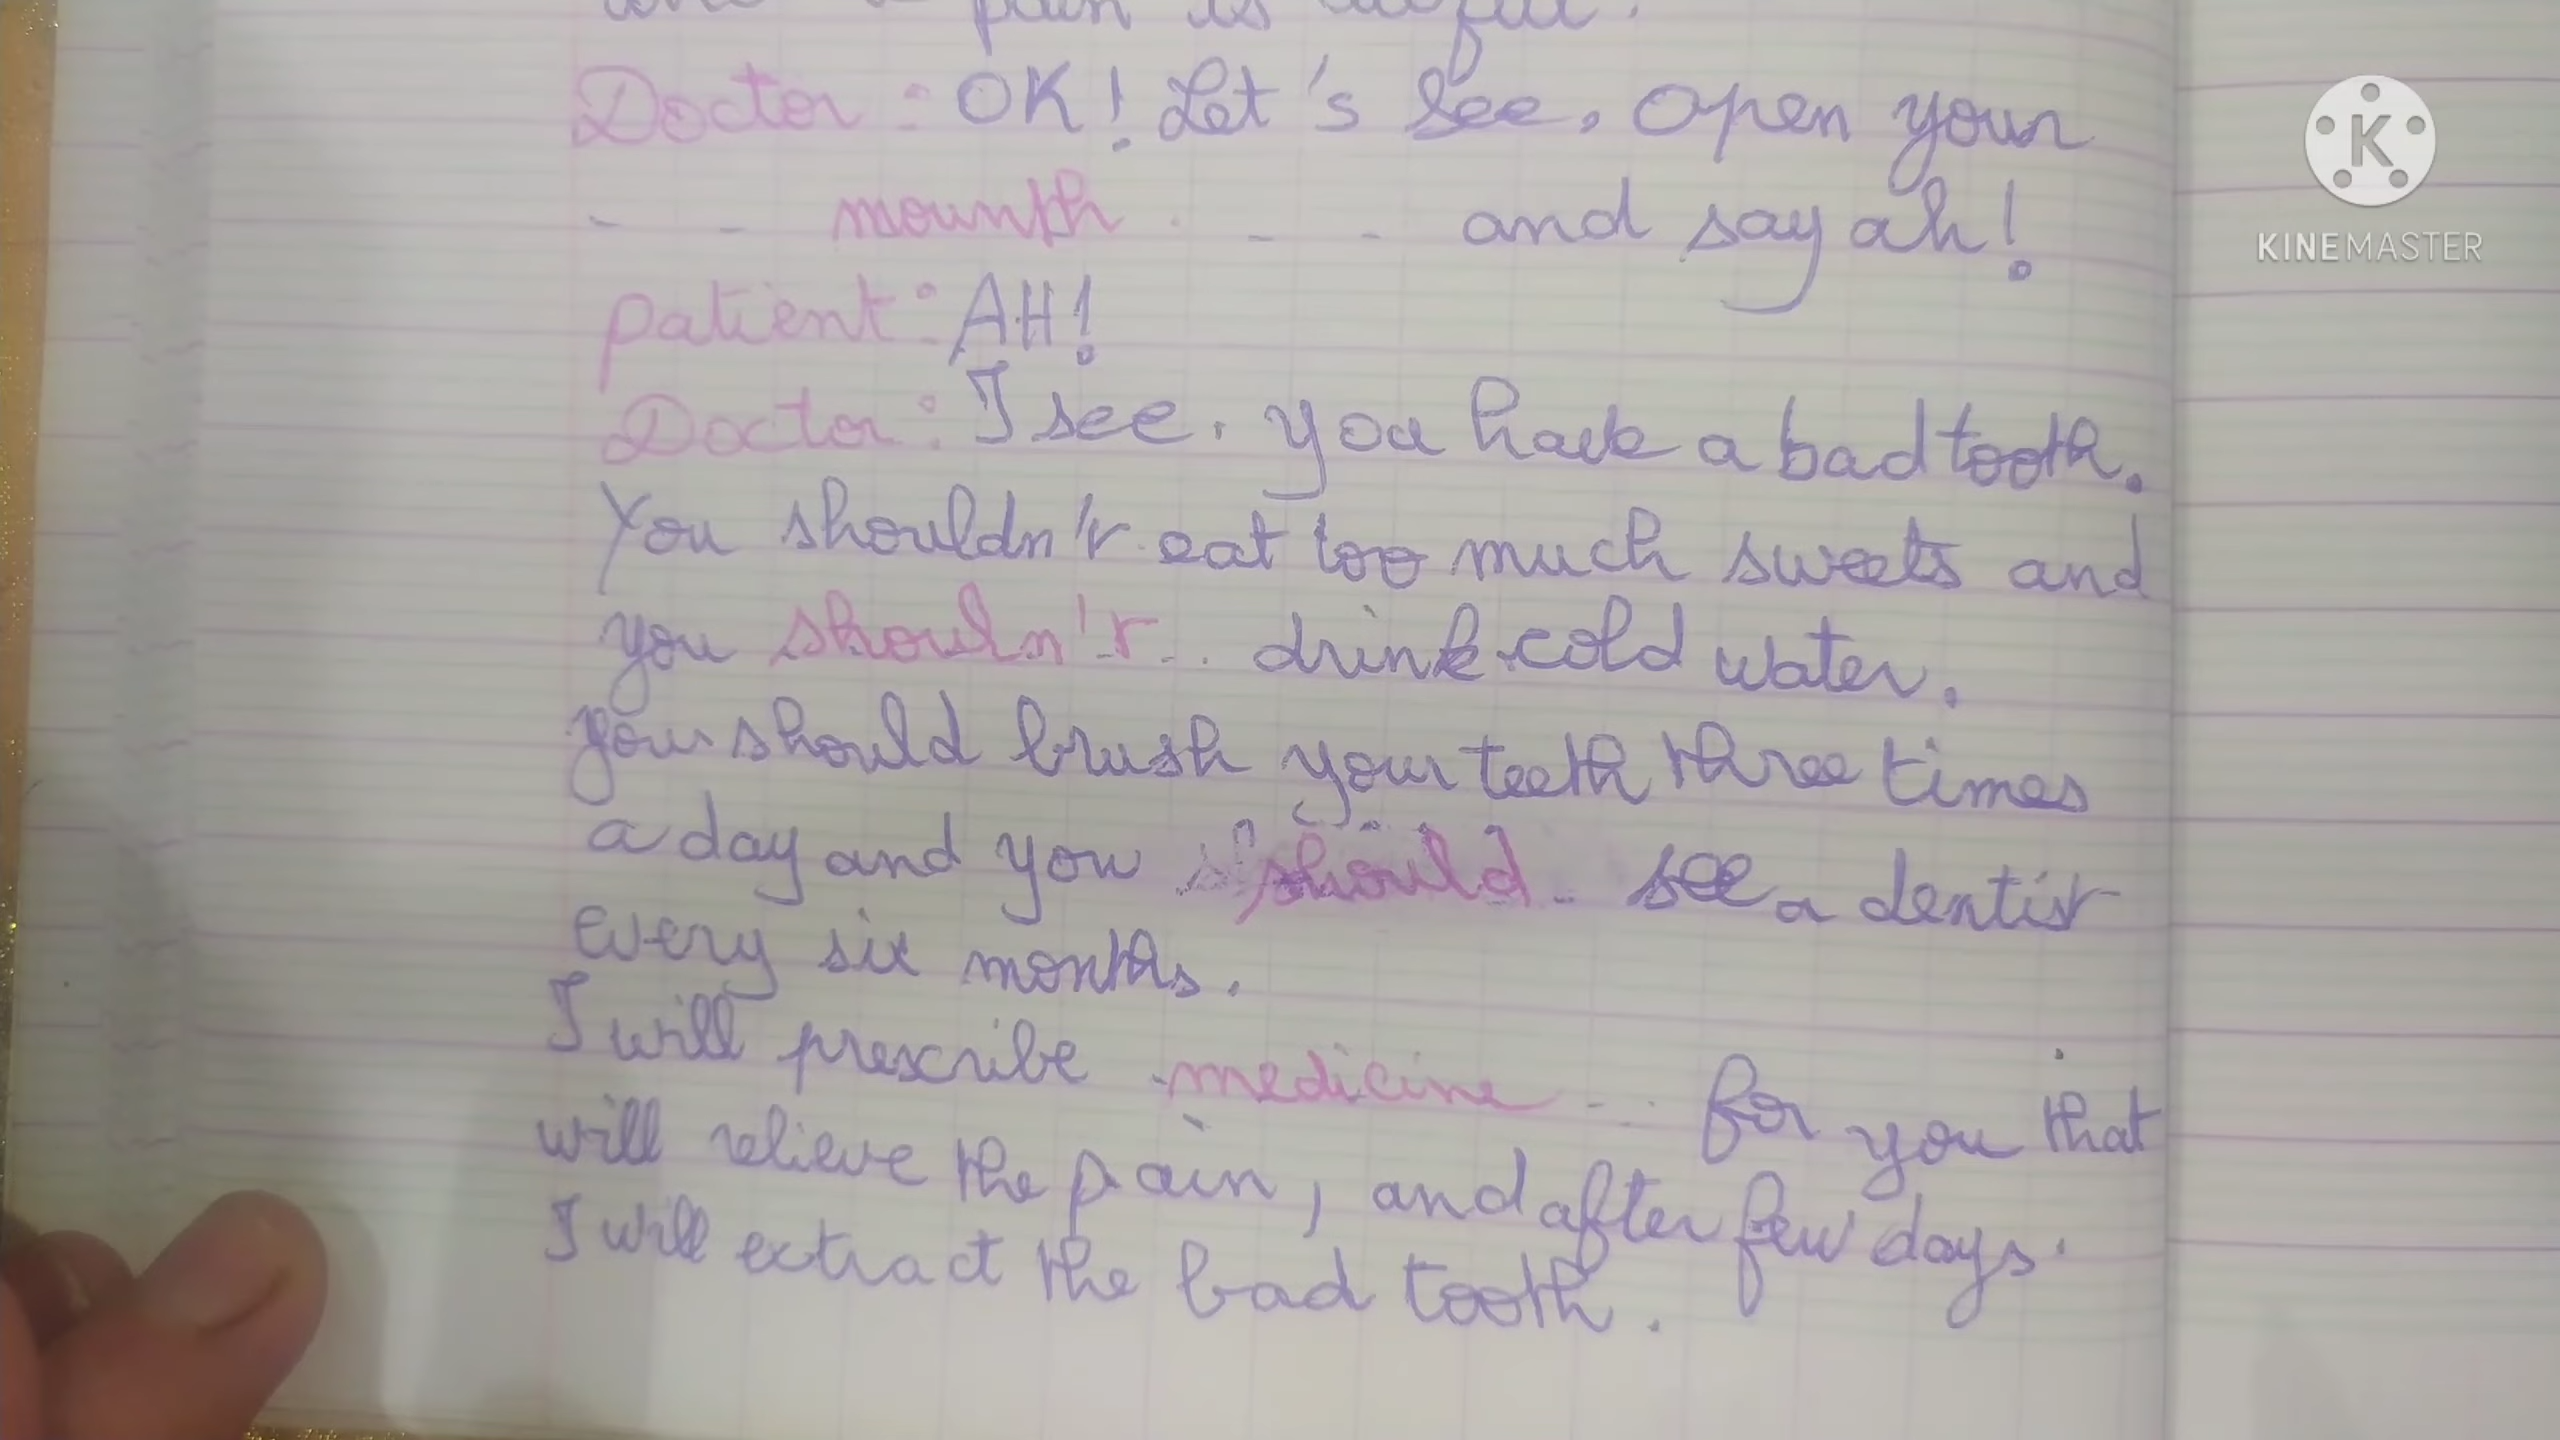 pain is
Doctor: OK! Let's see. Open your
- - mounth - - and say ah!
patient: AH!
Doctor: I see. you have a bad tooth.
You shouldn't eat too much sweets and
you shouln't .. drink cold water.
you should brush your teeth three times
a day and you should.. see a dentist
every six months.
I will prescribe .medicine... for you that
will relieve the pain, and after few days.
I will extract the bad tooth.
K
KINEMASTER